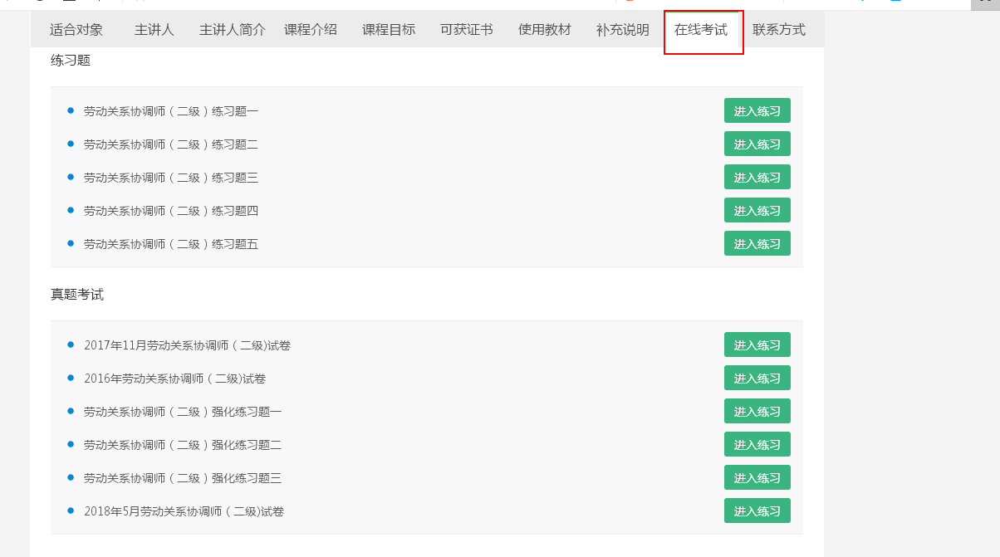 适合对象 主讲人 主讲人简介 课程介绍 课程目标 可获证书 使用教材 补充说明 在线考试 联系方式
练习题
劳动关系协调师（二级）练习题一 进入练习
劳动关系协调师（二级）练习题二 进入练习
劳动关系协调师（二级）练习题三 进入练习
劳动关系协调师（二级）练习题四 进入练习
劳动关系协调师（二级）练习题五 进入练习
真题考试
2017年11月劳动关系协调师（二级)试卷 进入练习
2016年劳动关系协调师（二级)试卷 进入练习
劳动关系协调师（二级）强化练习题一 进入练习
劳动关系协调师（二级）强化练习题二 进入练习
劳动关系协调师（二级）强化练习题三 进入练习
2018年5月劳动关系协调师（二级)试卷 进入练习